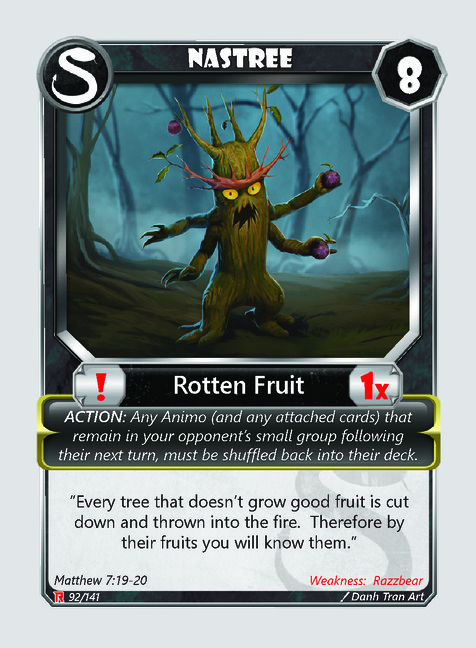 S
NASTREE
8
!
Rotten Fruit
1x
ACTION: Any Animo (and any attached cards) that
remain in your opponent's small group following
their next turn, must be shuffled back into their deck.
"Every tree that doesn't grow good fruit is cut
down and thrown into the fire. Therefore by
their fruits you will know them."
Matthew 7:19-20
Weakness: Razzbear
R 92/141
Danh Tran Art